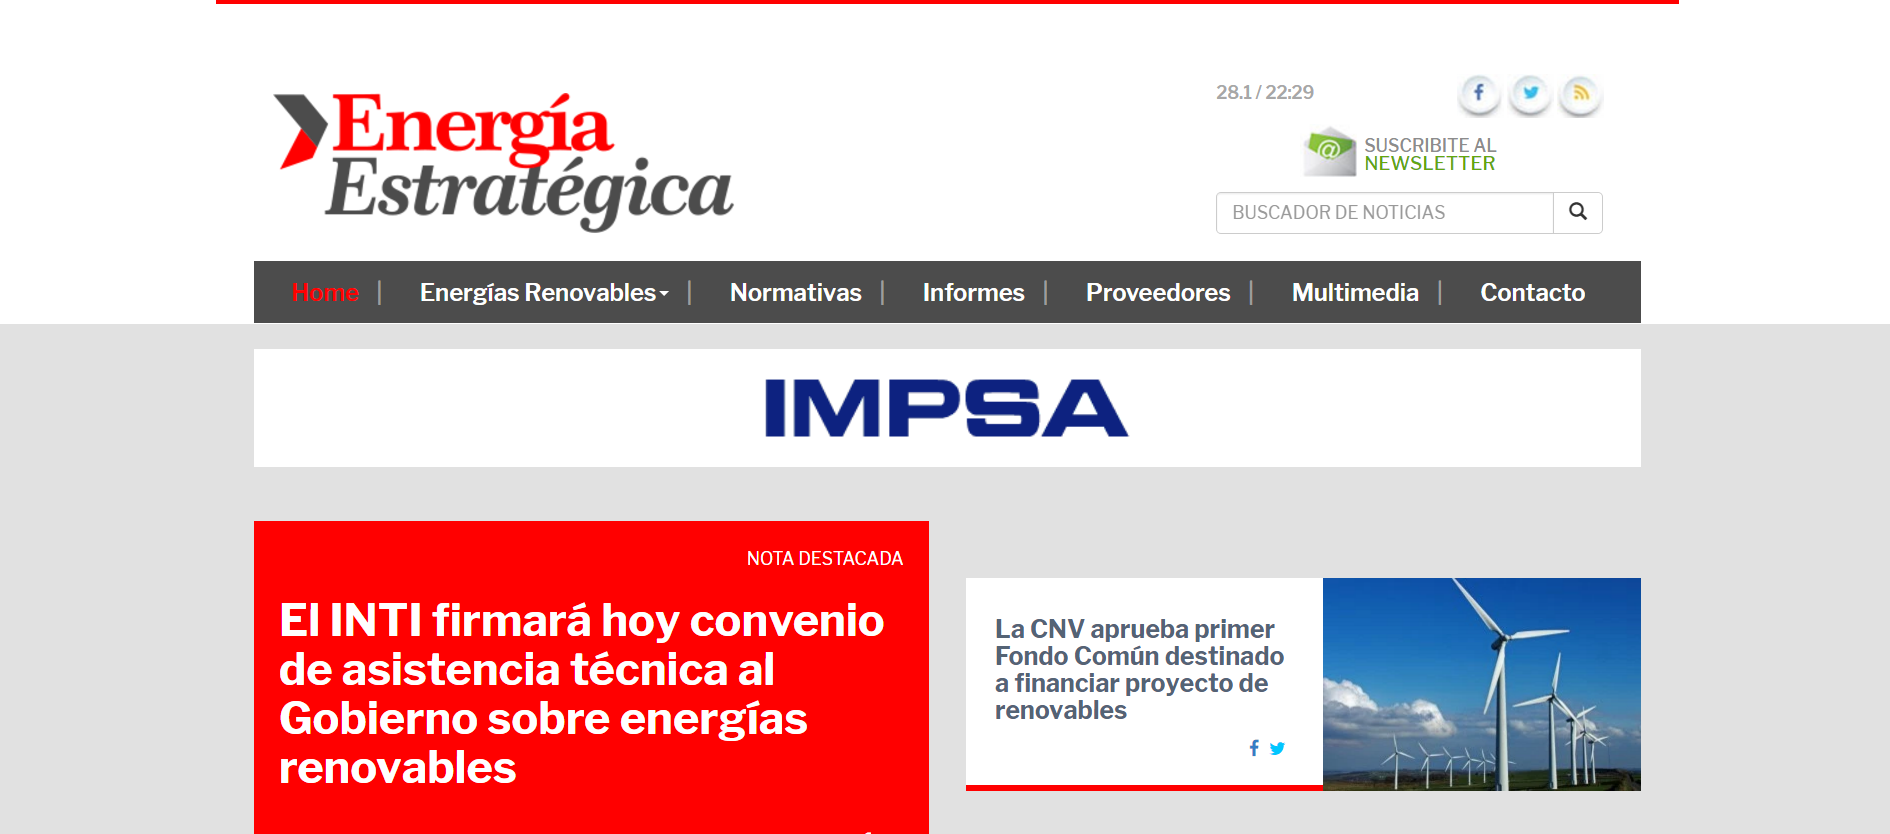 Energía
Estratégica
28.1 / 22:29
SUSCRIBITE AL
NEWSLETTER
BUSCADOR DE NOTICIAS
Home | Energías Renovables | Normativas | Informes | Proveedores | Multimedia | Contacto
IMPSA
NOTA DESTACADA
El INTI firmará hoy convenio
de asistencia técnica al
Gobierno sobre energías
renovables
La CNV aprueba primer
Fondo Común destinado
a financiar proyecto de
renovables